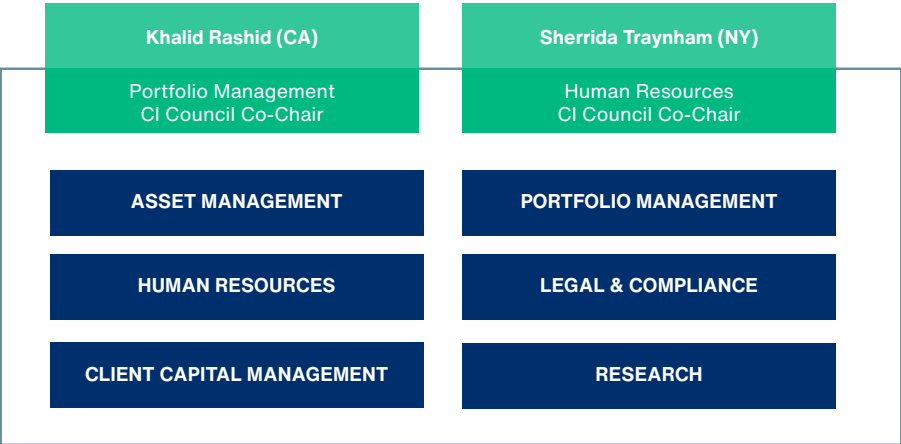 Khalid Rashid (CA)
Portfolio Management
CI Council Co-Chair
Sherrida Traynham (NY)
Human Resources
CI Council Co-Chair
ASSET MANAGEMENT
PORTFOLIO MANAGEMENT
HUMAN RESOURCES
LEGAL & COMPLIANCE
CLIENT CAPITAL MANAGEMENT
RESEARCH